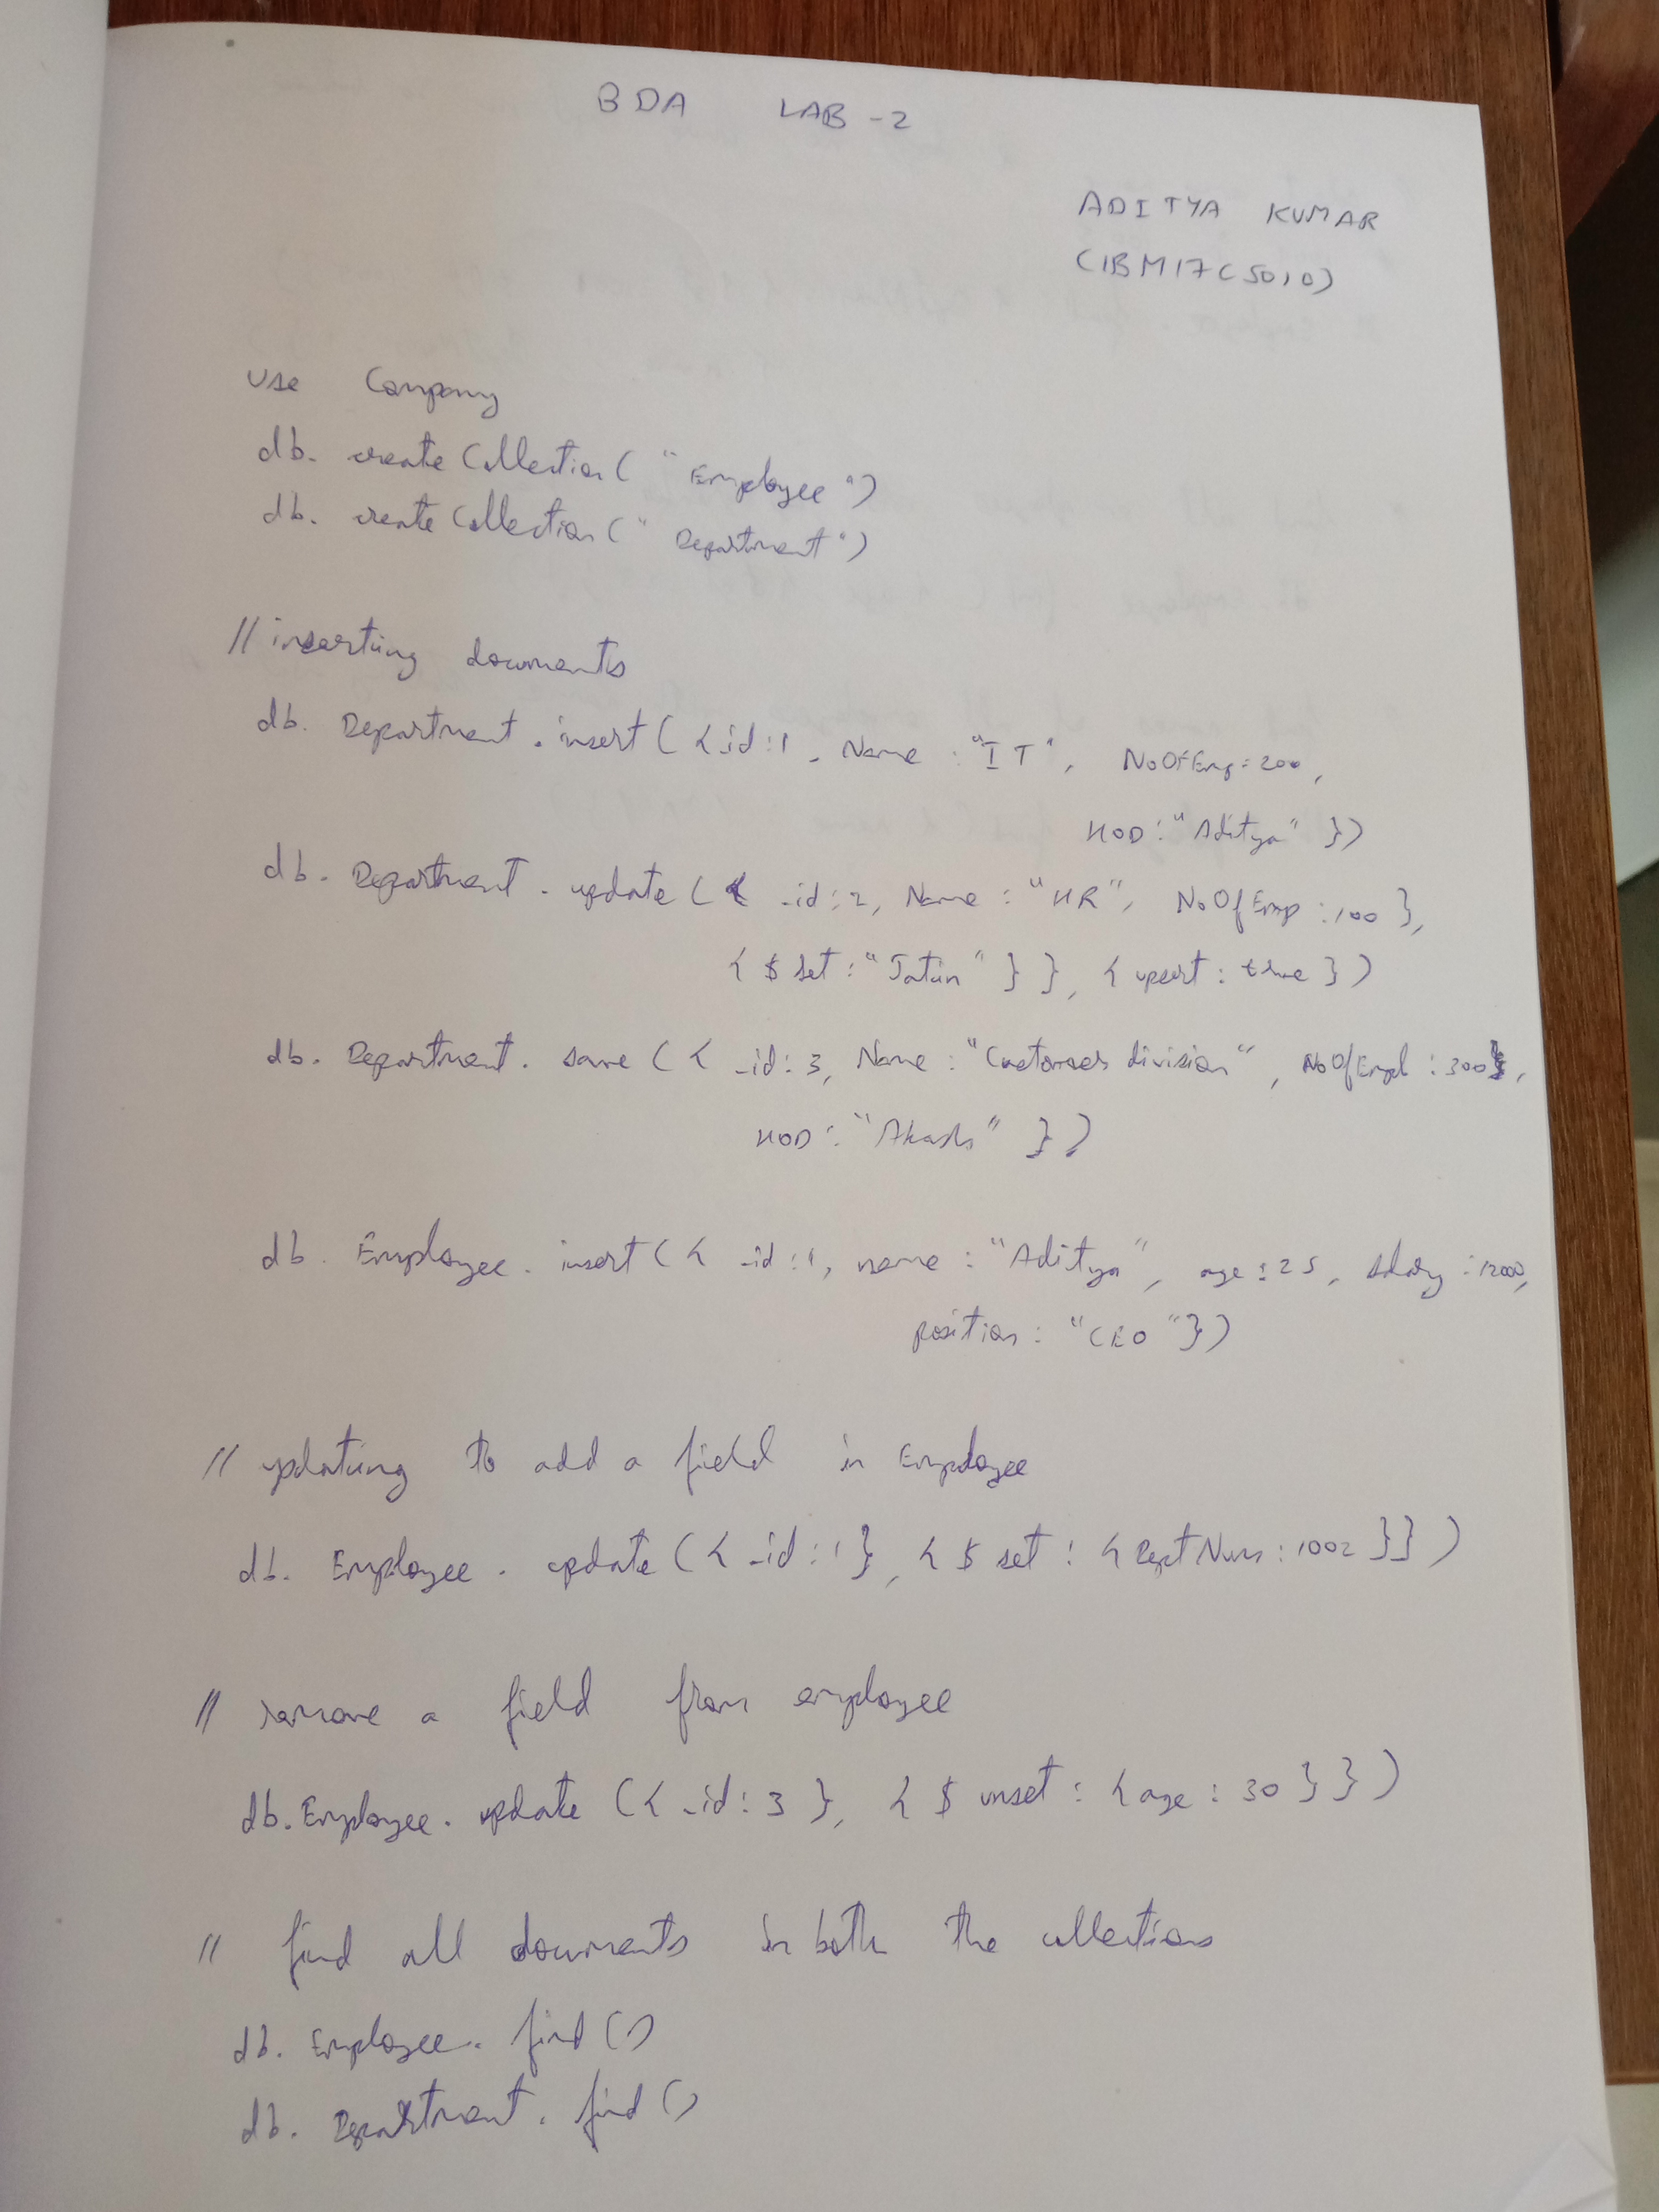 BDA LAB-2
ADITYA KUMAR
(1BM17CS010)
use Company
db. createCollection( "Employee")
db. createCollection( "Department")
// inserting documents
db. Department. insert( {_id:1, Name : "IT", NoOfEmp: 200,
HOD: "Aditya" })
db. Department. update ( { _id:2, Name : "HR", NoOfEmp :100 },
{ $ set : "Jatin" } }, { upsert : true })
db. Department. save ( { _id: 3, Name : "Customer division", NoOfEmpl : 300,
HOD: "Akash" })
db. Employee. insert ( { _id:1, name : "Aditya", age : 25, salary : 12000,
position : "CEO"})
// updating to add a field in Employee
db. Employee. update ( { _id:1}, { $ set : { DeptNum : 1002 }} )
// remove a field from employee
db.Employee. update ( { _id: 3 }, { $ unset : { age : 30 } } )
// find all documents in both the collections
db. Employee. find ()
db. Department. find ()